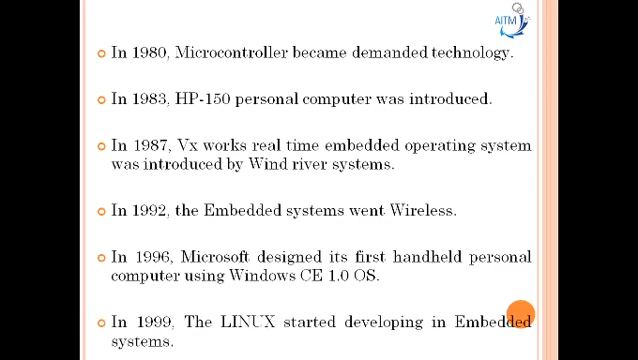 AITM
In 1980, Microcontroller became demanded technology.
In 1983, HP-150 personal computer was introduced.
In 1987, Vx works real time embedded operating system
was introduced by Wind river systems.
In 1992, the Embedded systems went Wireless.
In 1996, Microsoft designed its first handheld personal
computer using Windows CE 1.0 OS.
In 1999, The LINUX started developing in Embedded
systems.